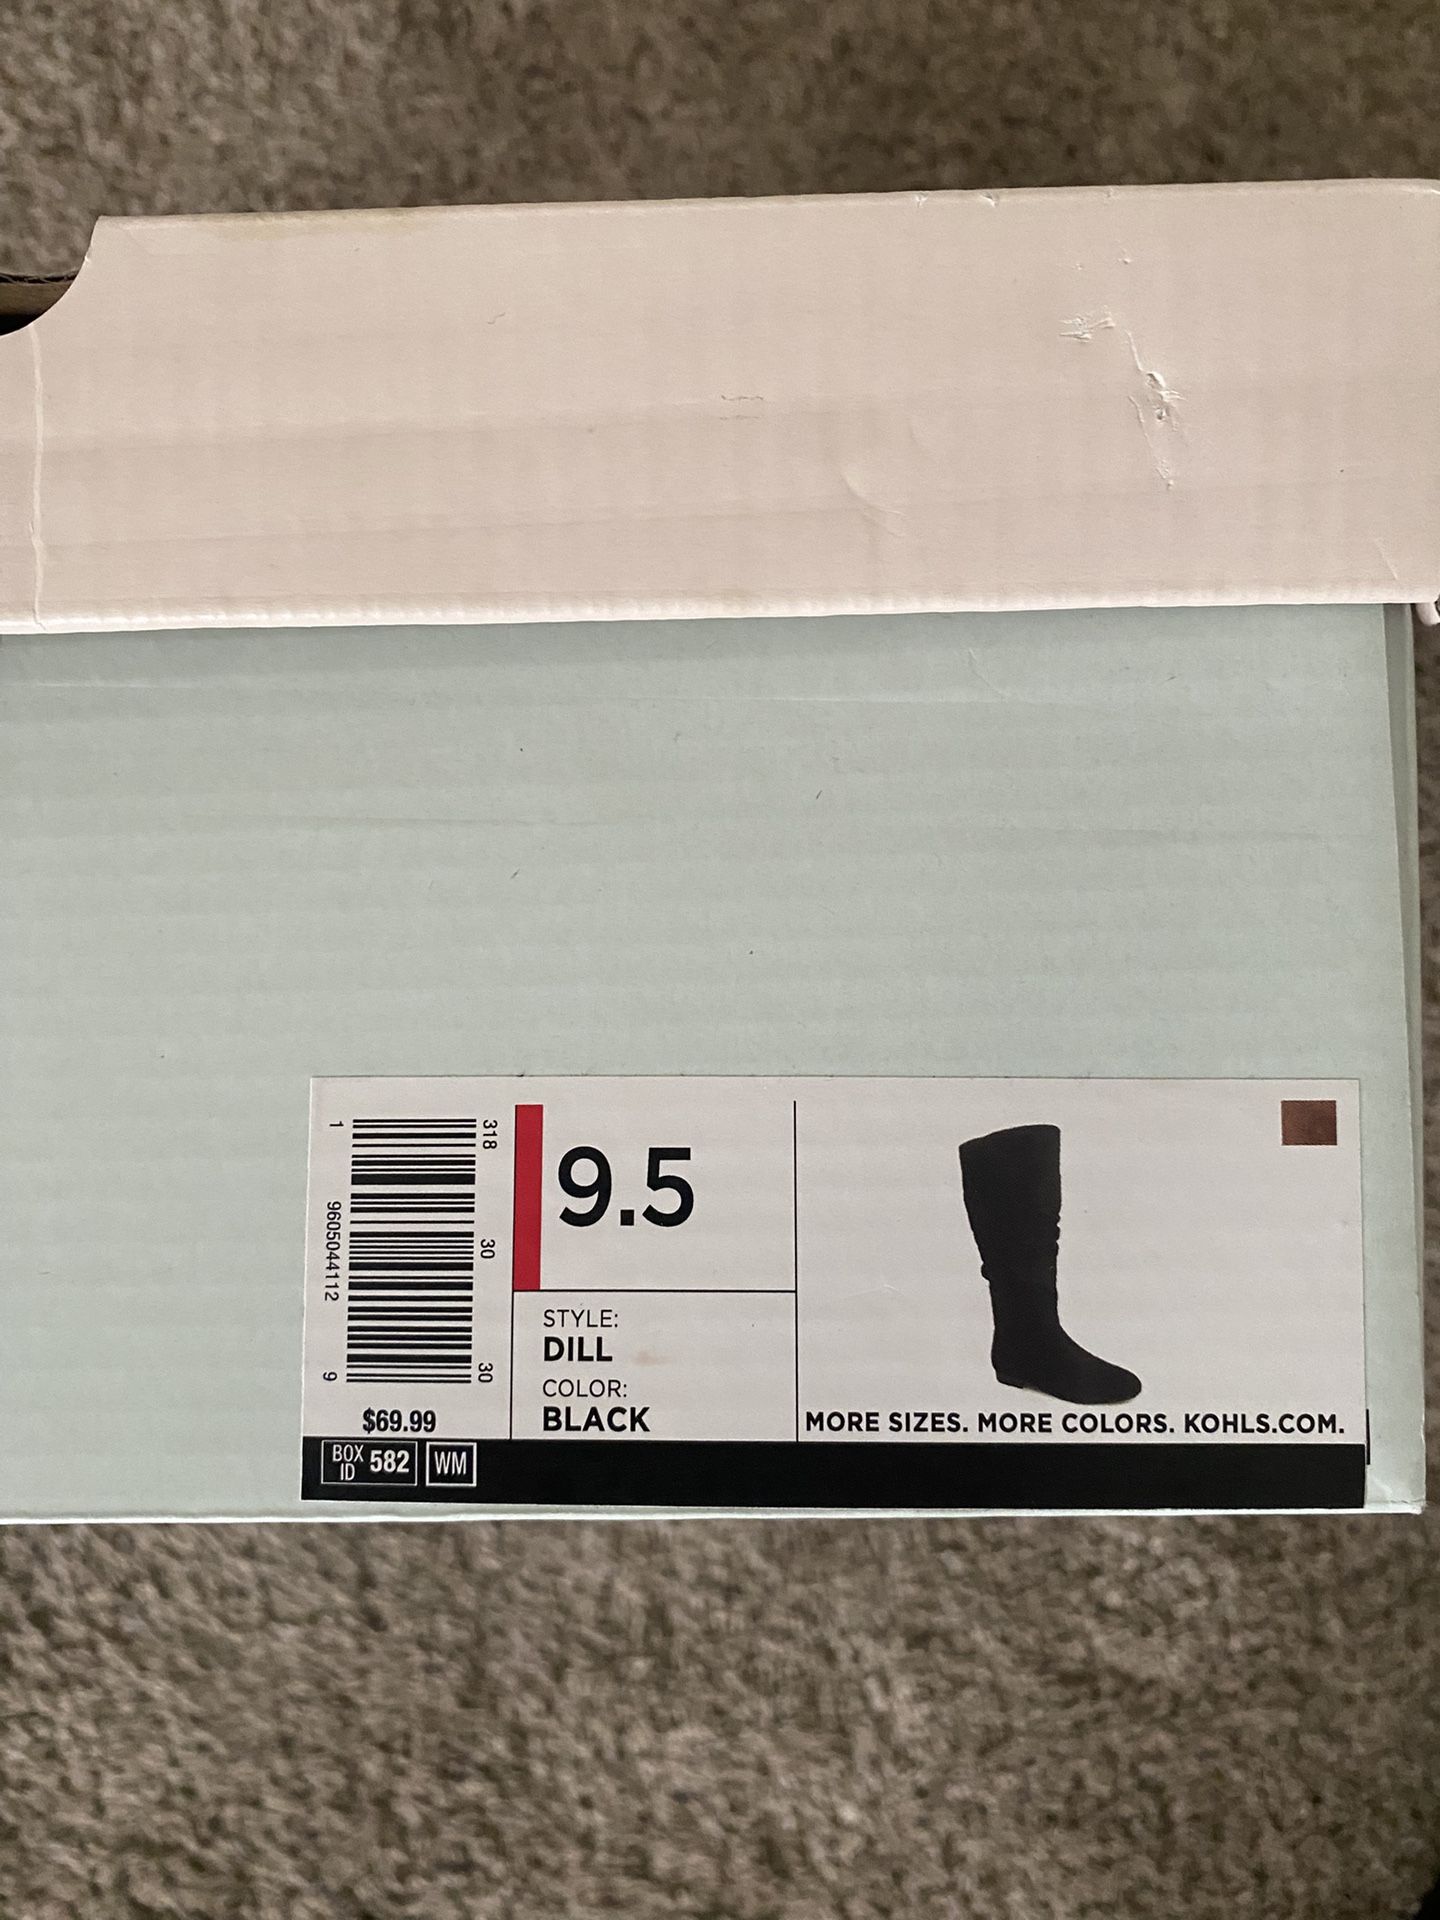 1 9605044112 9
318 30 30
$69.99
9.5
STYLE:
DILL
COLOR:
BLACK
MORE SIZES. MORE COLORS. KOHLS.COM.
BOX
ID 582 WM